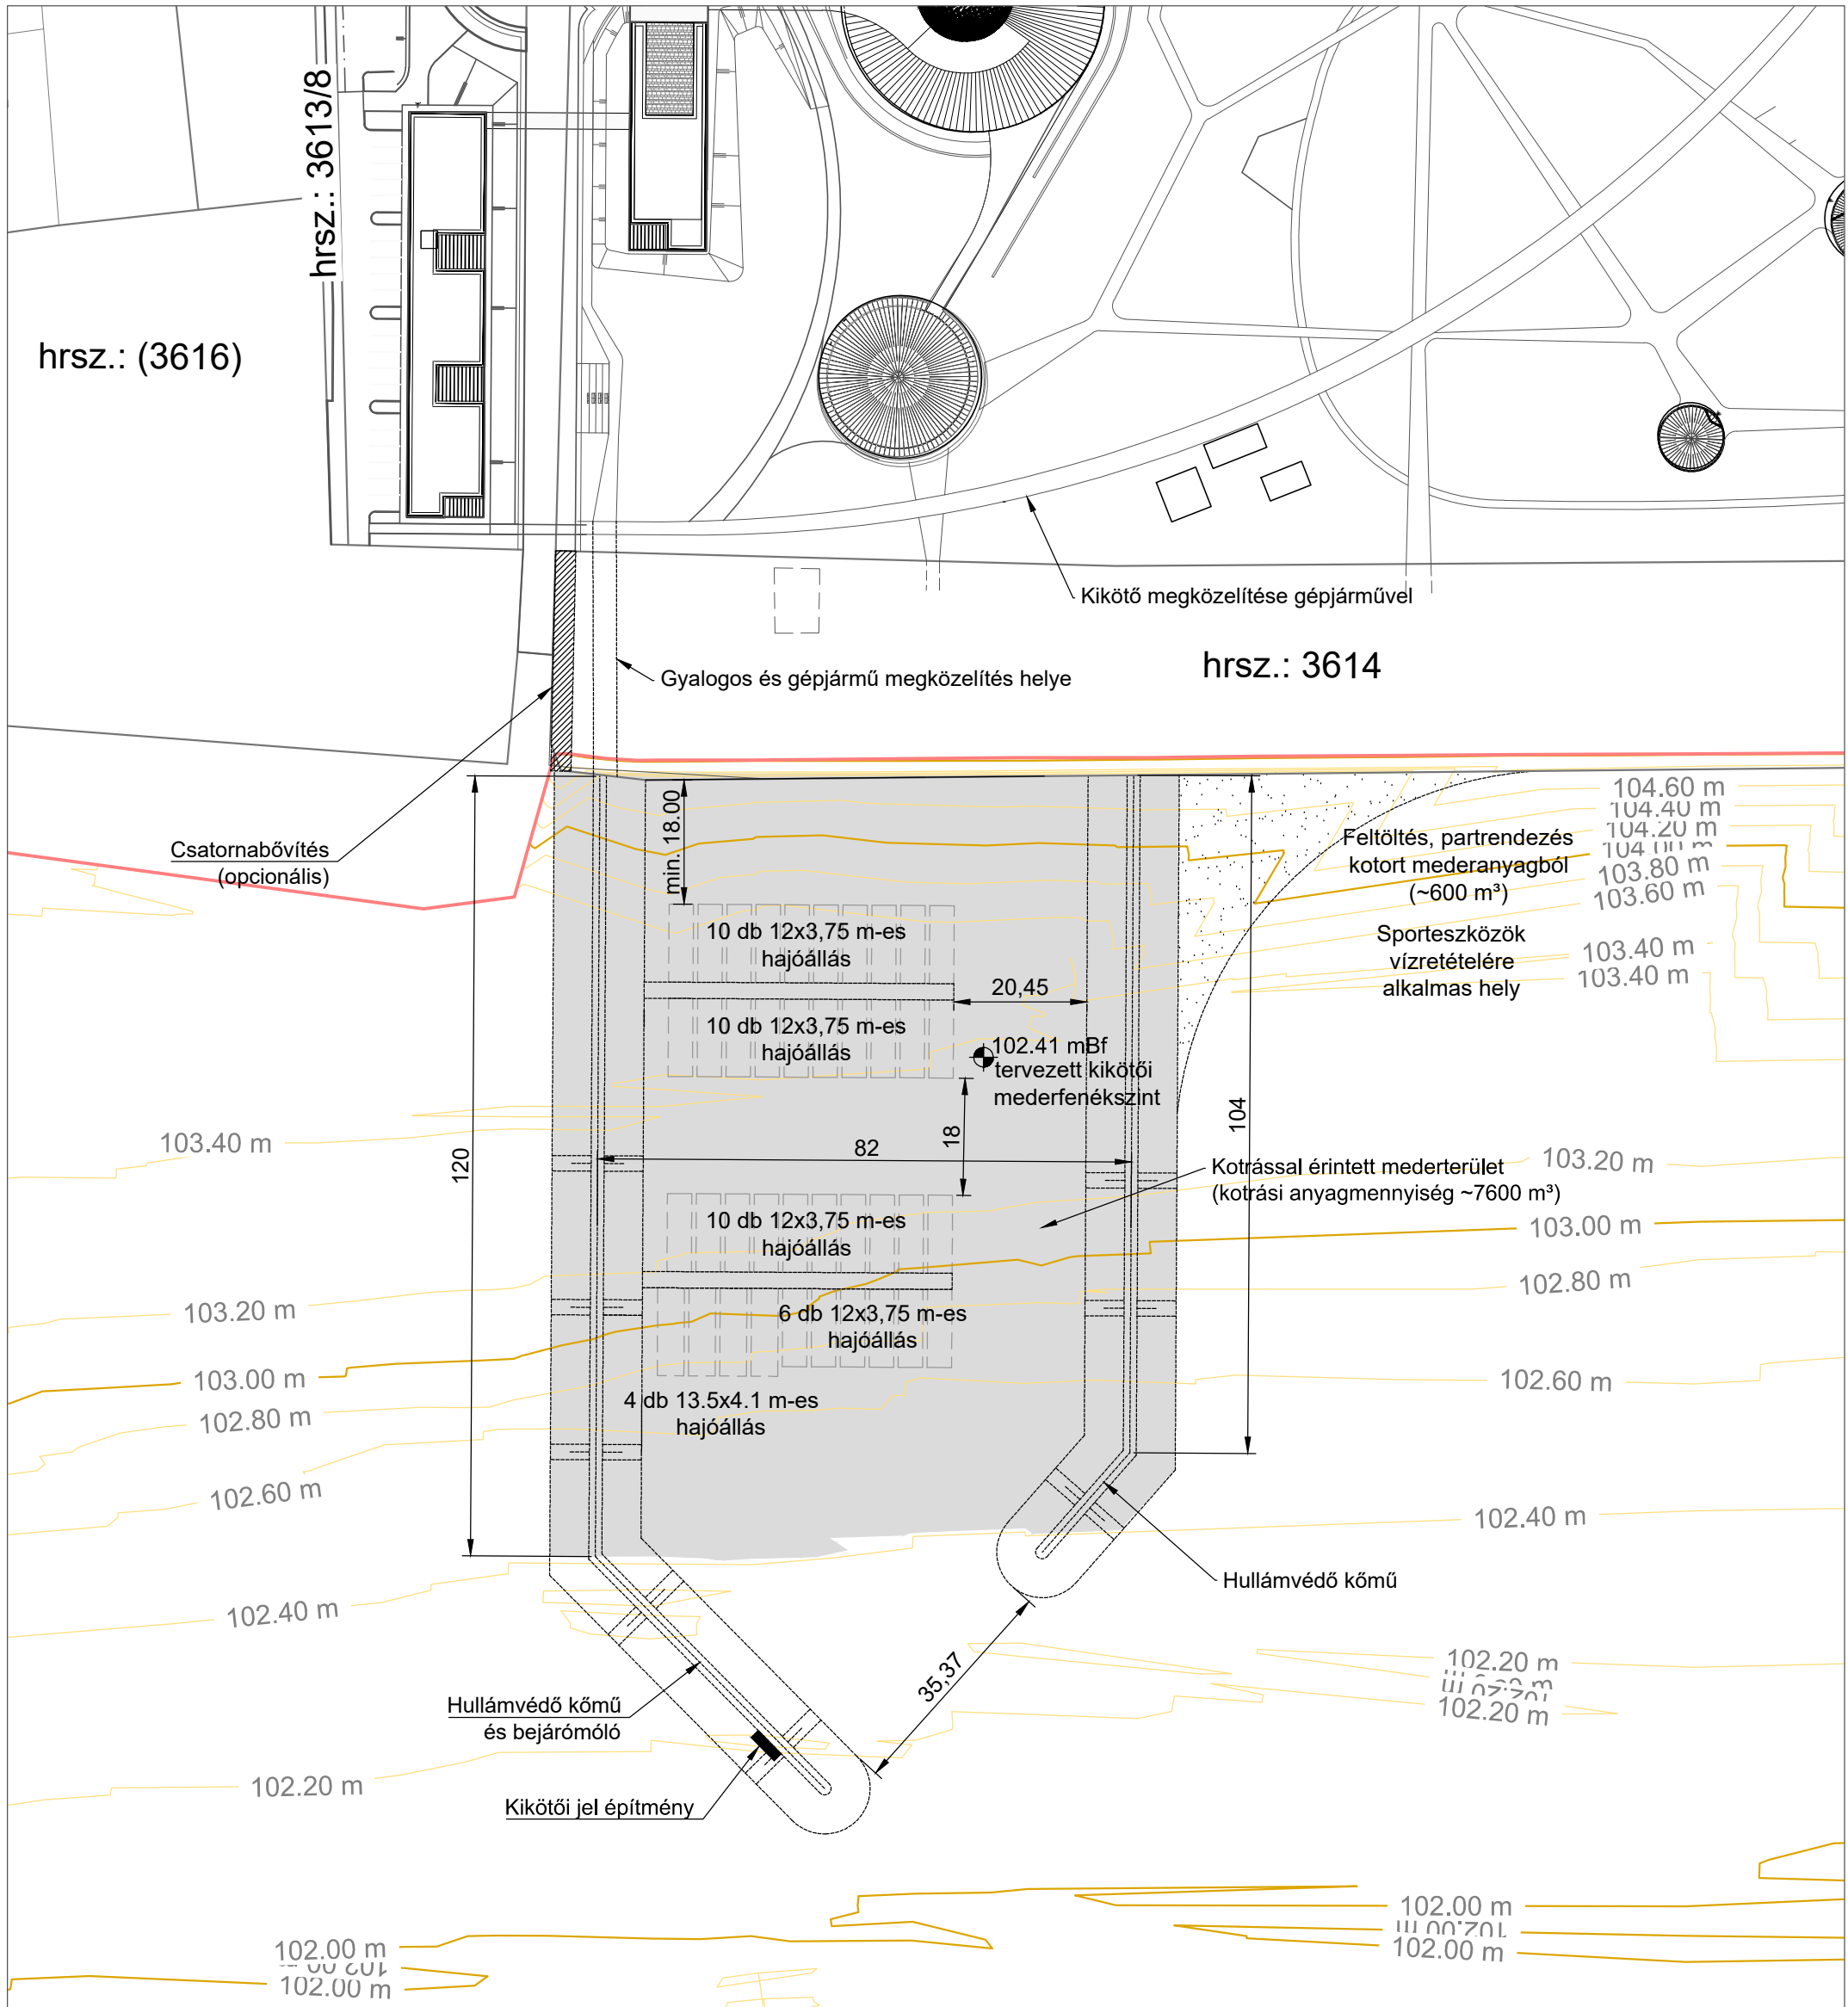 hrsz.: 3613/8
hrsz.: (3616)
Kikötő megközelítése gépjárművel
hrsz.: 3614
Gyalogos és gépjármű megközelítés helye
Csatornabővítés
(opcionális)
min. 18.00
104.60 m
104.40 m
104.20 m
104.00 m
103.80 m
103.60 m
Feltöltés, partrendezés
kotort mederanyagból
(~600 m³)
Sporteszközök
vízretételére
alkalmas hely
103.40 m
103.40 m
10 db 12x3,75 m-es
hajóállás
20,45
10 db 12x3,75 m-es
hajóállás
102.41 mBf
tervezett kikötői
mederfenékszint
103.40 m
120
18
104
82
Kotrással érintett mederterület
(kotrási anyagmennyiség ~7600 m³)
103.20 m
10 db 12x3,75 m-es
hajóállás
103.00 m
102.80 m
103.20 m
6 db 12x3,75 m-es
hajóállás
103.00 m
102.60 m
4 db 13.5x4.1 m-es
hajóállás
102.80 m
102.60 m
102.40 m
Hullámvédő kőmű
102.40 m
35,37
102.20 m
102.20 m
Hullámvédő kőmű
és bejárómóló
102.20 m
Kikötői jel építmény
102.00 m
102.00 m
102.00 m
102.00 m
102.00 m